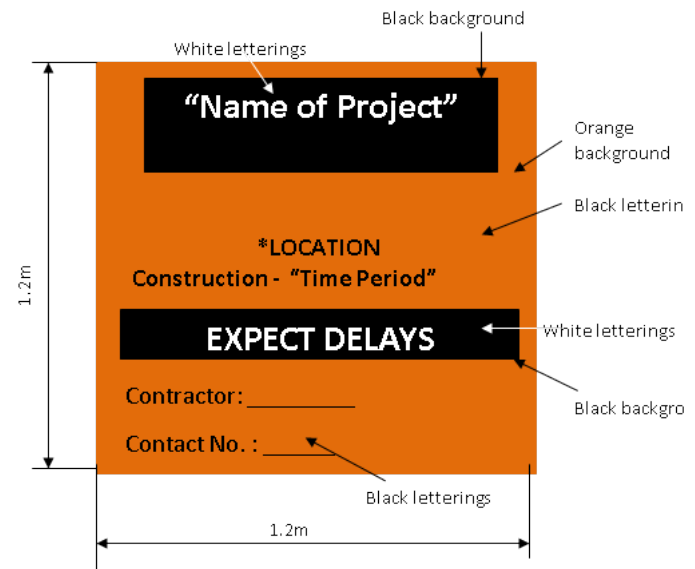 Black background
White letterings
"Name of Project"
Orange
background
Black letterin
*LOCATION
Construction - "Time Period"
1.2m
EXPECT DELAYS
White letterings
Contractor: _________
Black backgro
Contact No. : ______
Black letterings
1.2m